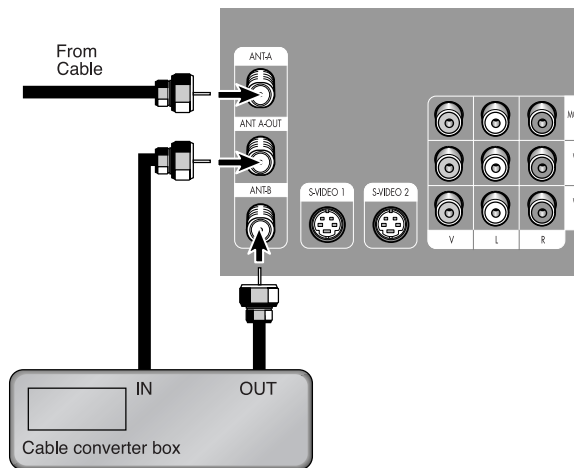 From
Cable
ANT-A
ANT A-OUT
ANT-B
S-VIDEO 1
S-VIDEO 2
V
L
R
IN
OUT
Cable converter box